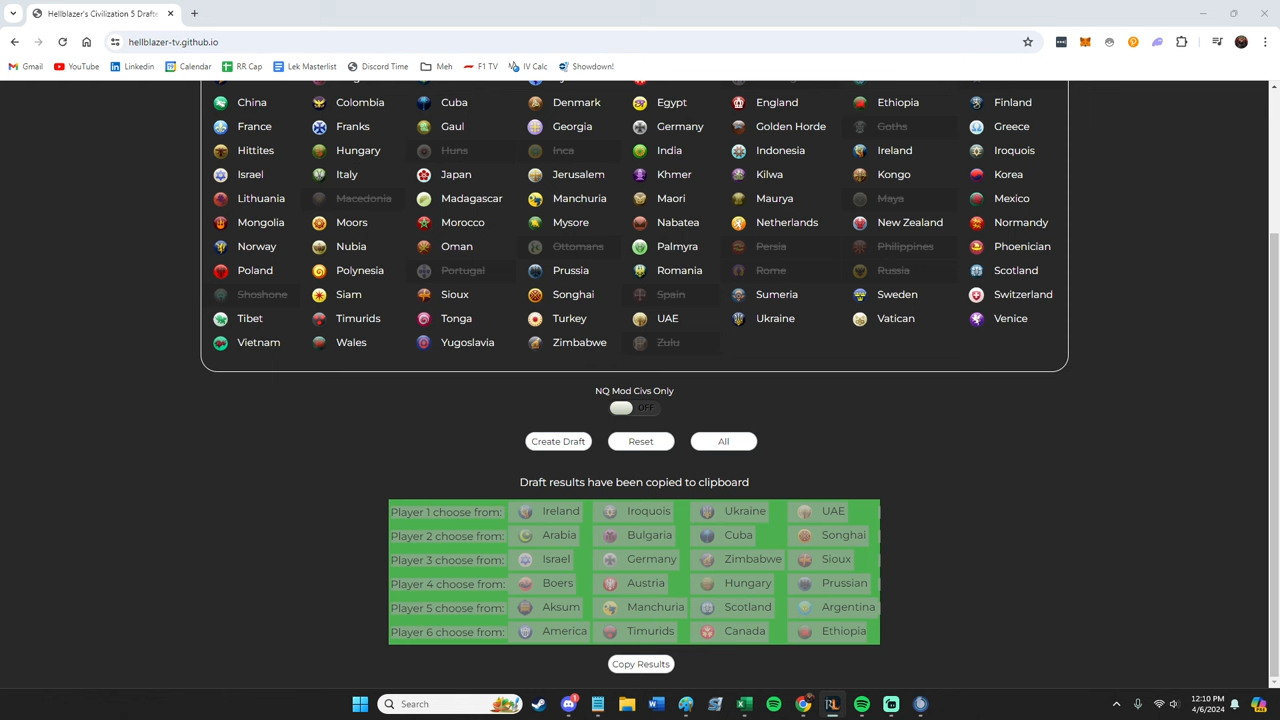 Hellblazer's Civilization 5 Drafte
hellblazer-tv.github.io
Gmail YouTube Linkedin Calendar RR Cap Lek Masterlist Discord Time Meh F1 TV IV Calc Showdown!
China Colombia Cuba Denmark Egypt England Ethiopia Finland
France Franks Gaul Georgia Germany Golden Horde Goths Greece
Hittites Hungary Huns Inca India Indonesia Ireland Iroquois
Israel Italy Japan Jerusalem Khmer Kilwa Kongo Korea
Lithuania Macedonia Madagascar Manchuria Maori Maurya Maya Mexico
Mongolia Moors Morocco Mysore Nabatea Netherlands New Zealand Normandy
Norway Nubia Oman Ottomans Palmyra Persia Philippines Phoenician
Poland Polynesia Portugal Prussia Romania Rome Russia Scotland
Shoshone Siam Sioux Songhai Spain Sumeria Sweden Switzerland
Tibet Timurids Tonga Turkey UAE Ukraine Vatican Venice
Vietnam Wales Yugoslavia Zimbabwe Zulu
NQ Mod Civs Only
OFF
Create Draft Reset All
Draft results have been copied to clipboard
Player 1 choose from: Ireland Iroquois Ukraine UAE
Player 2 choose from: Arabia Bulgaria Cuba Songhai
Player 3 choose from: Israel Germany Zimbabwe Sioux
Player 4 choose from: Boers Austria Hungary Prussian
Player 5 choose from: Aksum Manchuria Scotland Argentina
Player 6 choose from: America Timurids Canada Ethiopia
Copy Results
Search
12:10 PM
4/6/2024